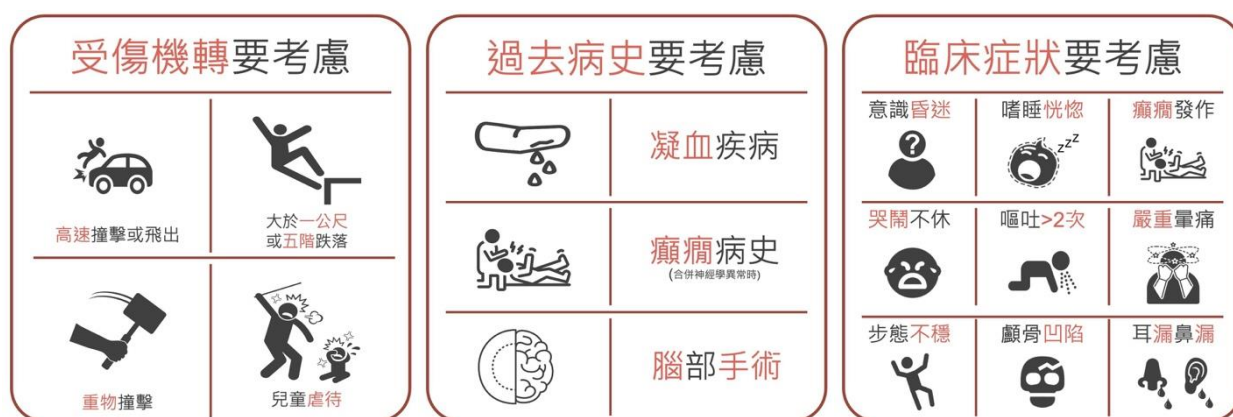 受傷機轉要考慮
高速撞擊或飛出
大於一公尺
或五階跌落
重物撞擊
兒童虐待
過去病史要考慮
凝血疾病
癲癇病史
(合併神經學異常時)
腦部手術
臨床症狀要考慮
意識昏迷
?
嗜睡恍惚
zzz
癲癇發作
哭鬧不休
嘔吐>2次
嚴重暈痛
步態不穩
顱骨凹陷
耳漏鼻漏